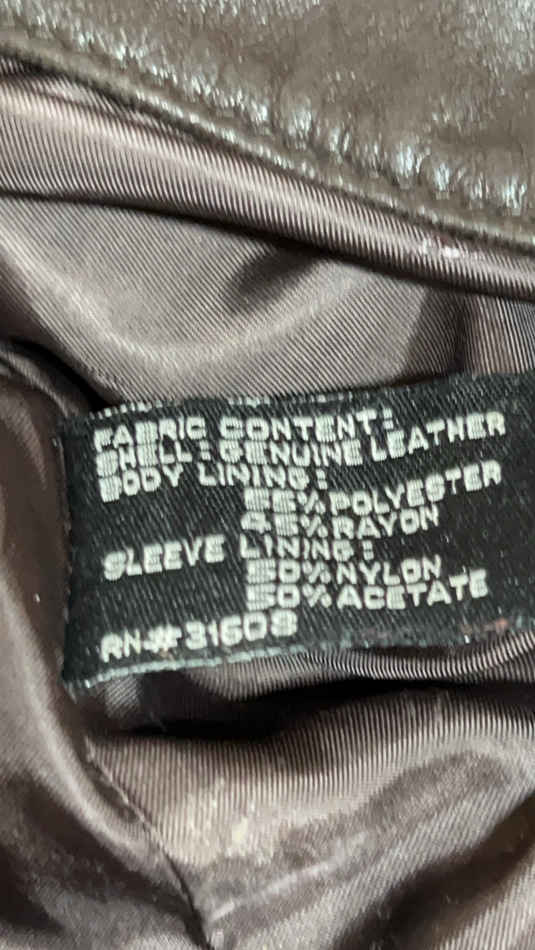 FABRIC CONTENT:
SHELL: GENUINE LEATHER
BODY LINING:
55% POLYESTER
45% RAYON
SLEEVE LINING:
50% NYLON
50% ACETATE
RN# 31608